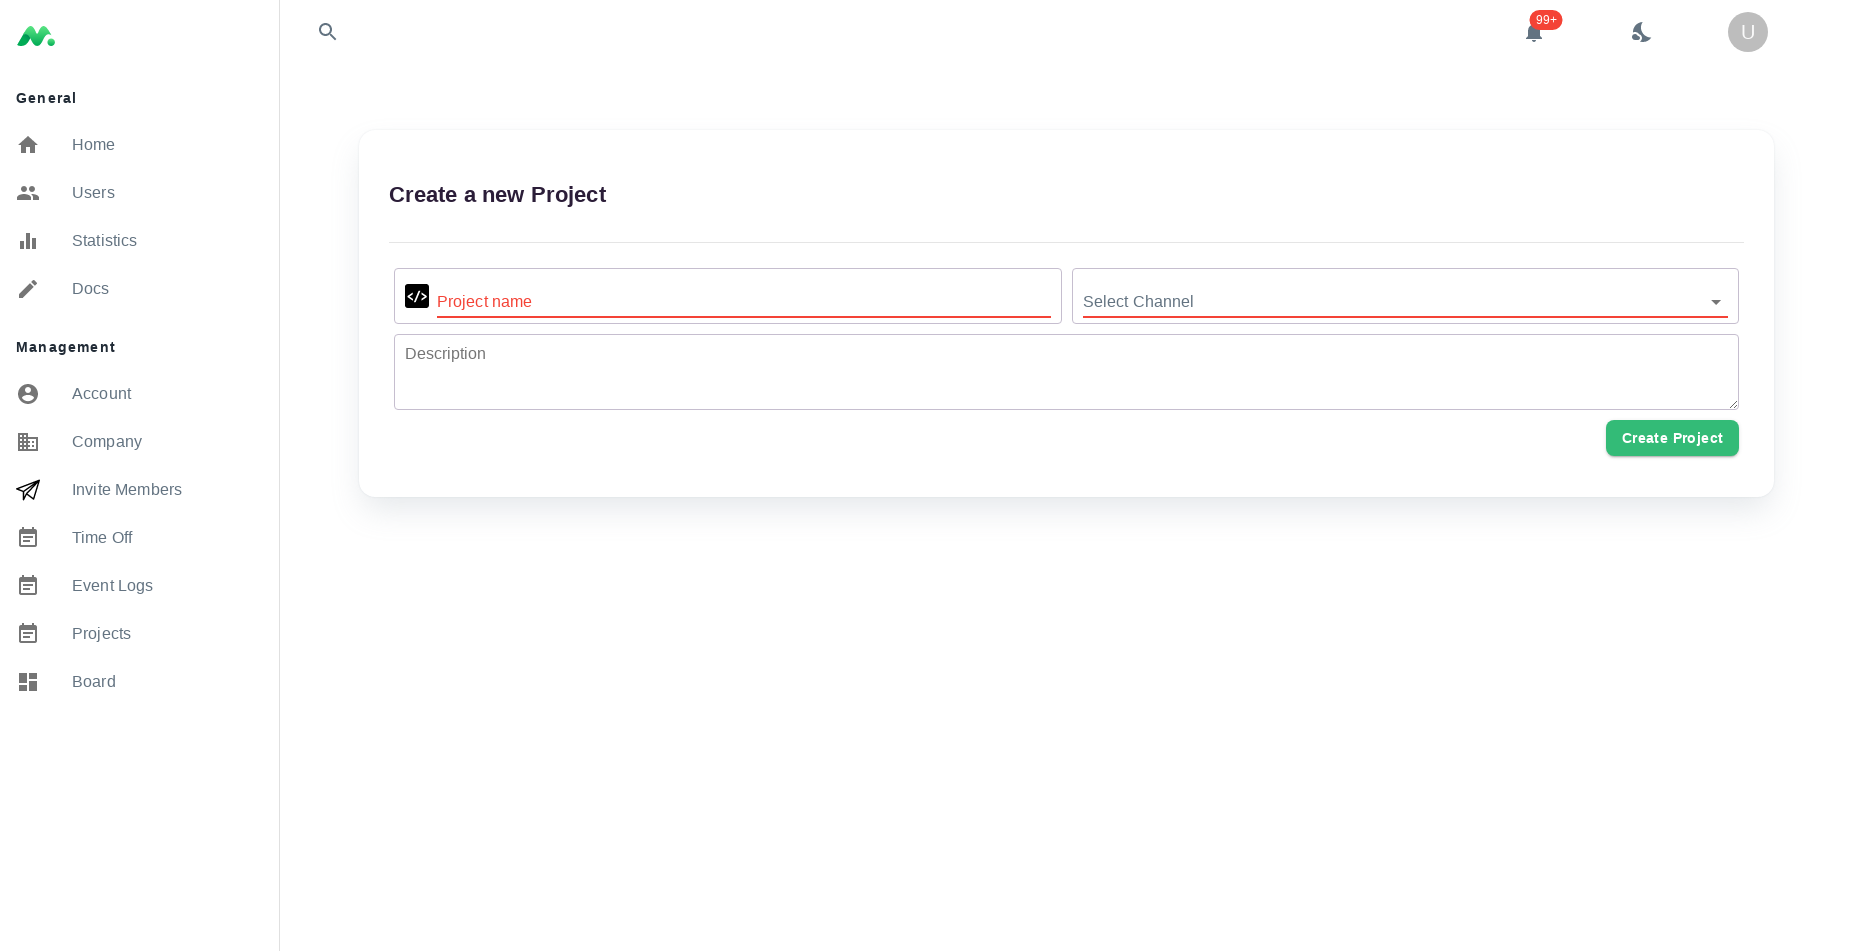 99+
U
General
Home
Users
Statistics
Docs
Management
Account
Company
Invite Members
Time Off
Event Logs
Projects
Board
Create a new Project
Project name
Select Channel
Description
Create Project